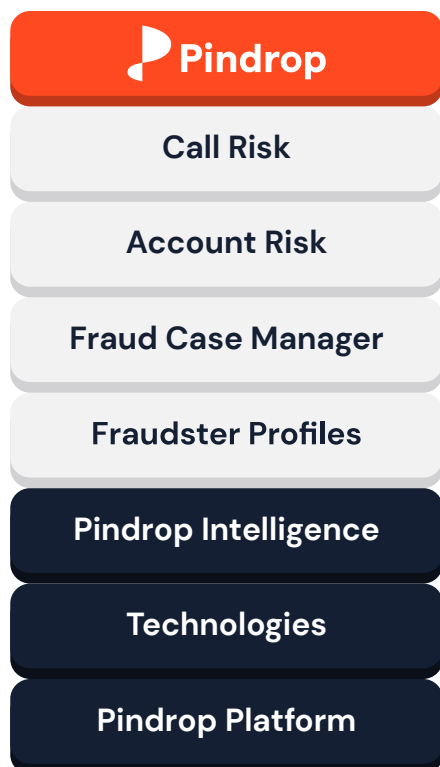 Pindrop
Call Risk
Account Risk
Fraud Case Manager
Fraudster Profiles
Pindrop Intelligence
Technologies
Pindrop Platform